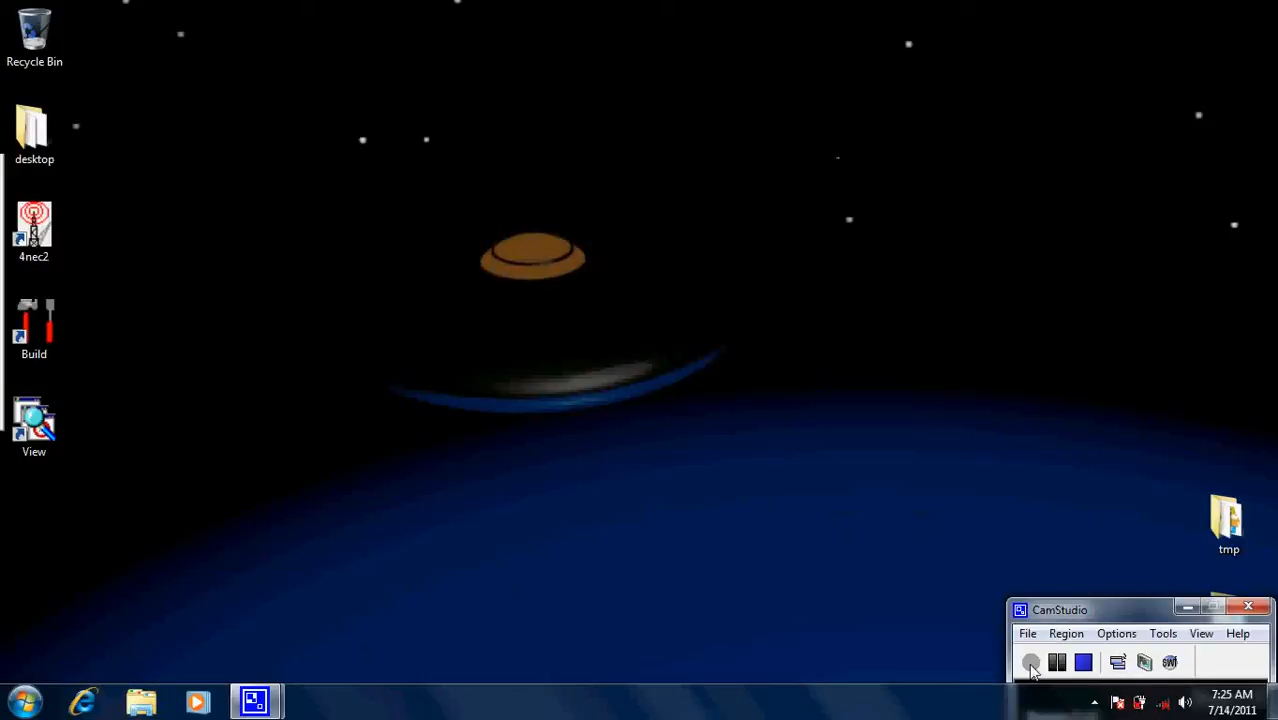 Recycle Bin
desktop
4nec2
Build
View
tmp
CamStudio
File Region Options Tools View Help
SWF
7:25 AM
7/14/2011